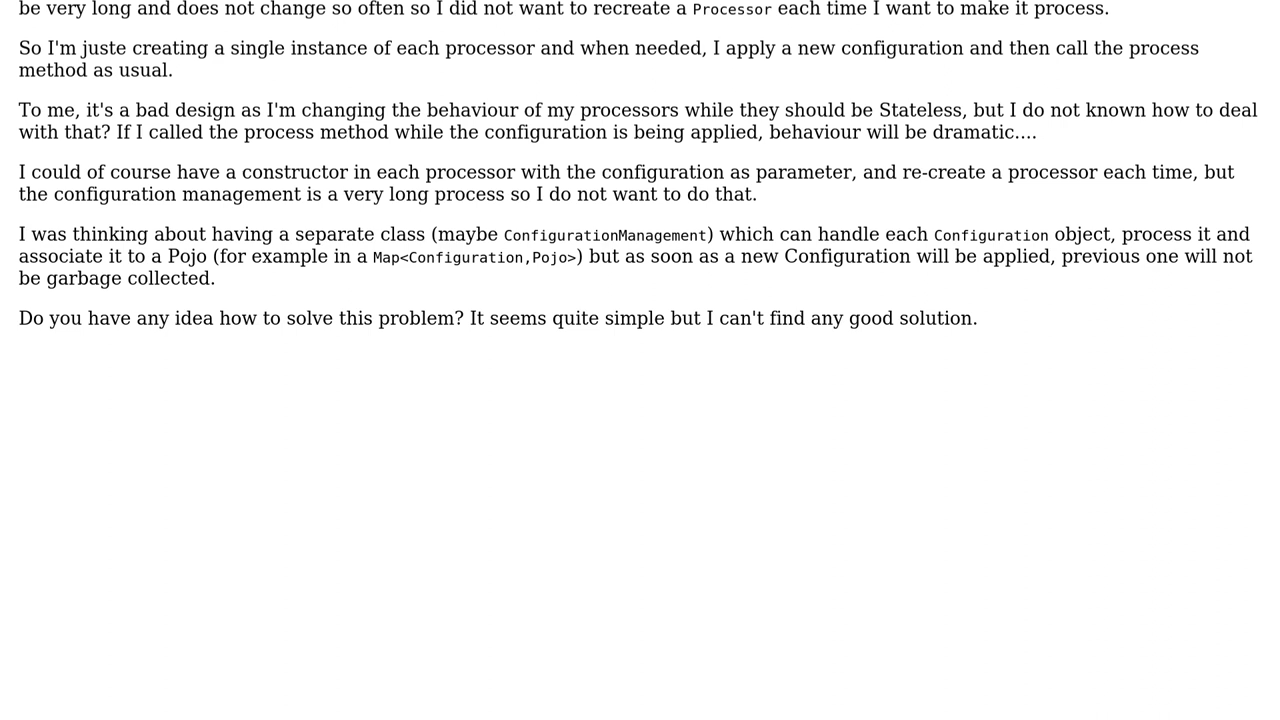 be very long and does not change so often so I did not want to recreate a Processor each time I want to make it process.
So I'm juste creating a single instance of each processor and when needed, I apply a new configuration and then call the process
method as usual.
To me, it's a bad design as I'm changing the behaviour of my processors while they should be Stateless, but I do not known how to deal
with that? If I called the process method while the configuration is being applied, behaviour will be dramatic....
I could of course have a constructor in each processor with the configuration as parameter, and re-create a processor each time, but
the configuration management is a very long process so I do not want to do that.
I was thinking about having a separate class (maybe ConfigurationManagement) which can handle each Configuration object, process it and
associate it to a Pojo (for example in a Map<Configuration,Pojo>) but as soon as a new Configuration will be applied, previous one will not
be garbage collected.
Do you have any idea how to solve this problem? It seems quite simple but I can't find any good solution.